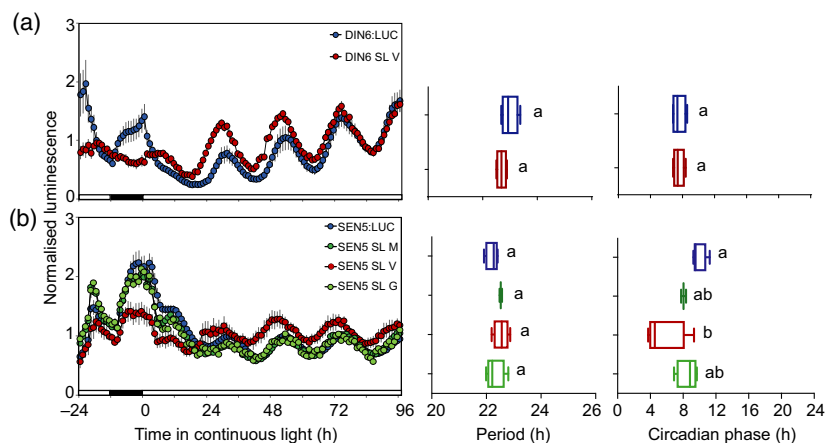 (a)
DIN6:LUC
DIN6 SL V
3
2
1
0
a
a
(b)
SEN5:LUC
SEN5 SL M
SEN5 SL V
SEN5 SL G
3
2
1
0
Normalised luminescence
a
a
a
a
a
ab
b
ab
−24 0 24 48 72 96
Time in continuous light (h)
20 22 24 26
Period (h)
0 4 8 12 16 20 24
Circadian phase (h)
a
a